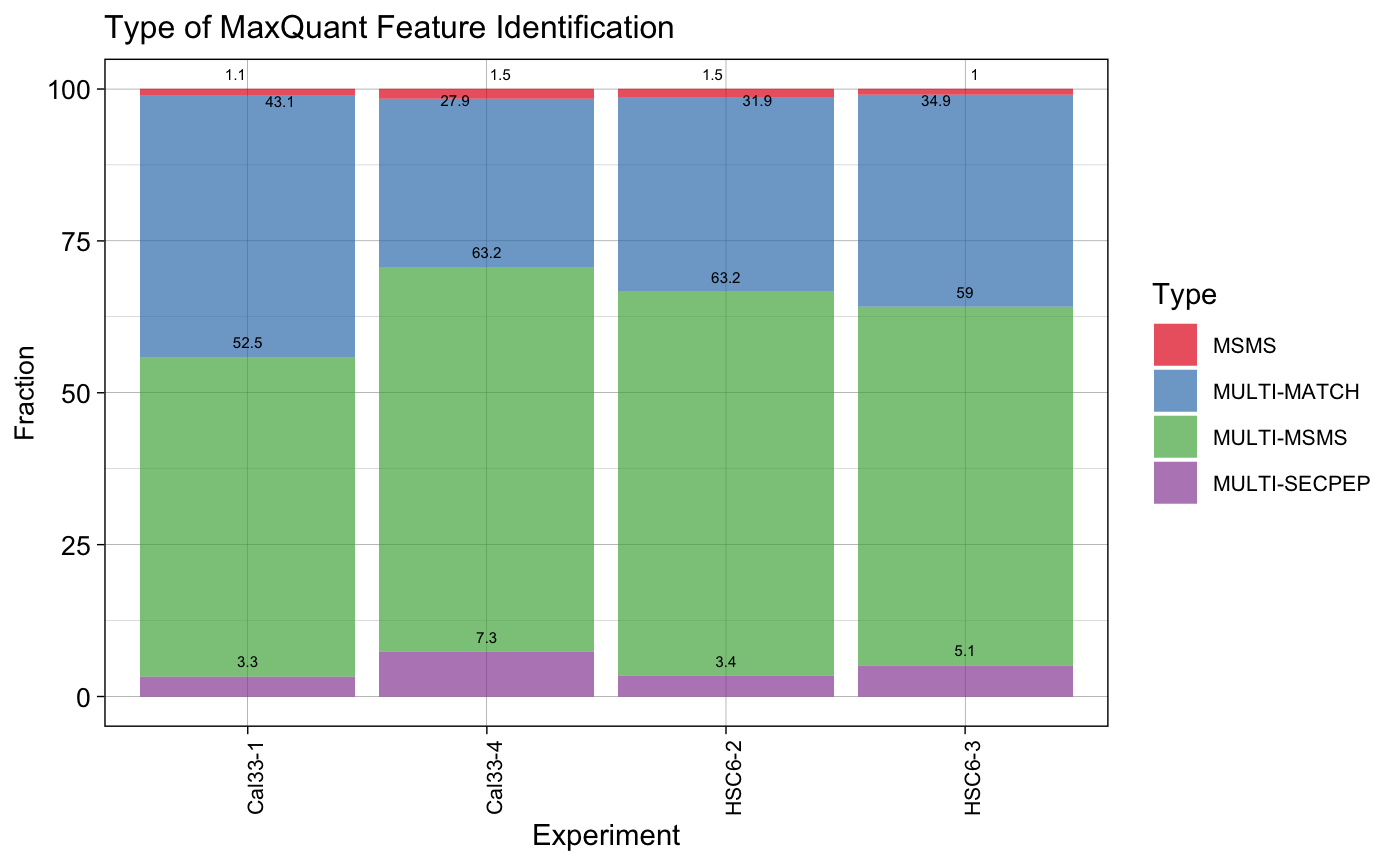 Type of MaxQuant Feature Identification
1.1 1.5 1.5 1
100
43.1 27.9 31.9 34.9
75
63.2
63.2
59
52.5
50
25
7.3
5.1
3.3 3.4
0
Fraction
Cal33-1
Cal33-4
HSC6-2
HSC6-3
Experiment
Type
MSMS
MULTI-MATCH
MULTI-MSMS
MULTI-SECPEP